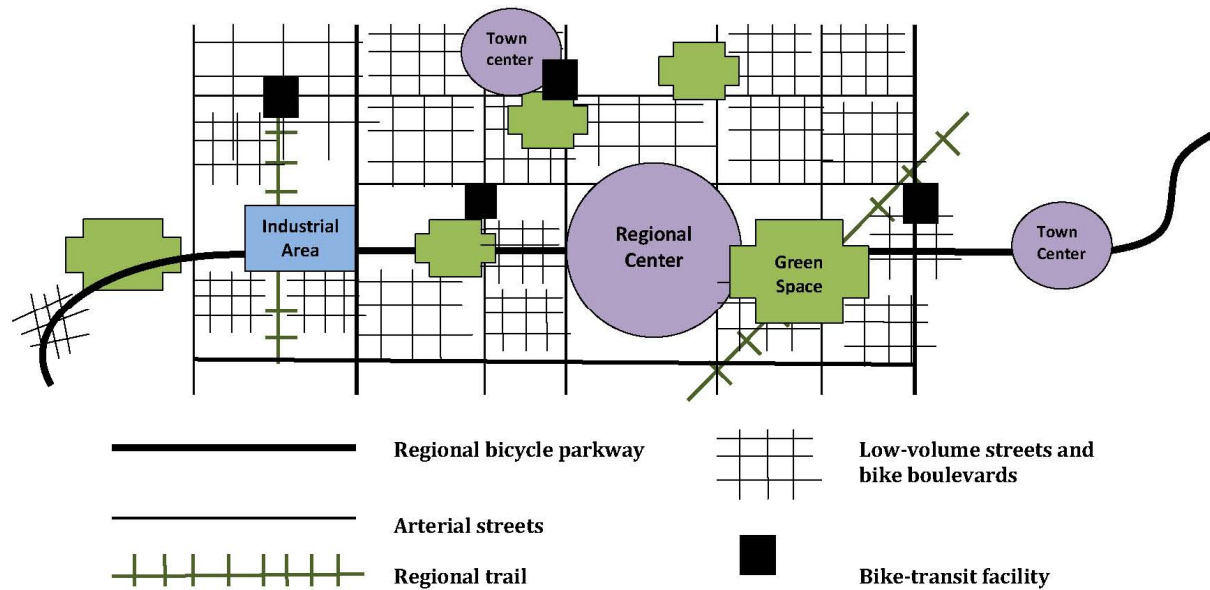 Town
center
Industrial
Area
Regional
Center
Green
Space
Town
Center
Regional bicycle parkway
Low-volume streets and
bike boulevards
Arterial streets
Regional trail
Bike-transit facility